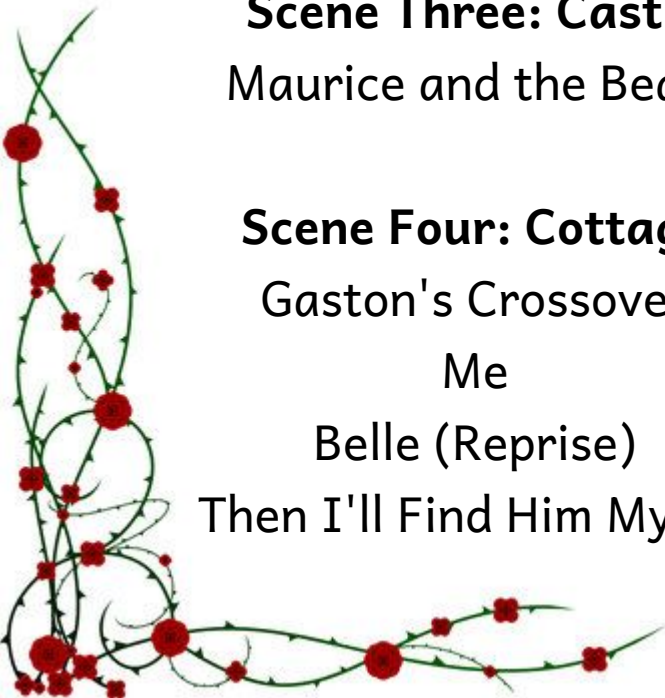 Scene Three: Cast
Maurice and the Bea
Scene Four: Cottag
Gaston's Crossove
Me
Belle (Reprise)
Then I'll Find Him My